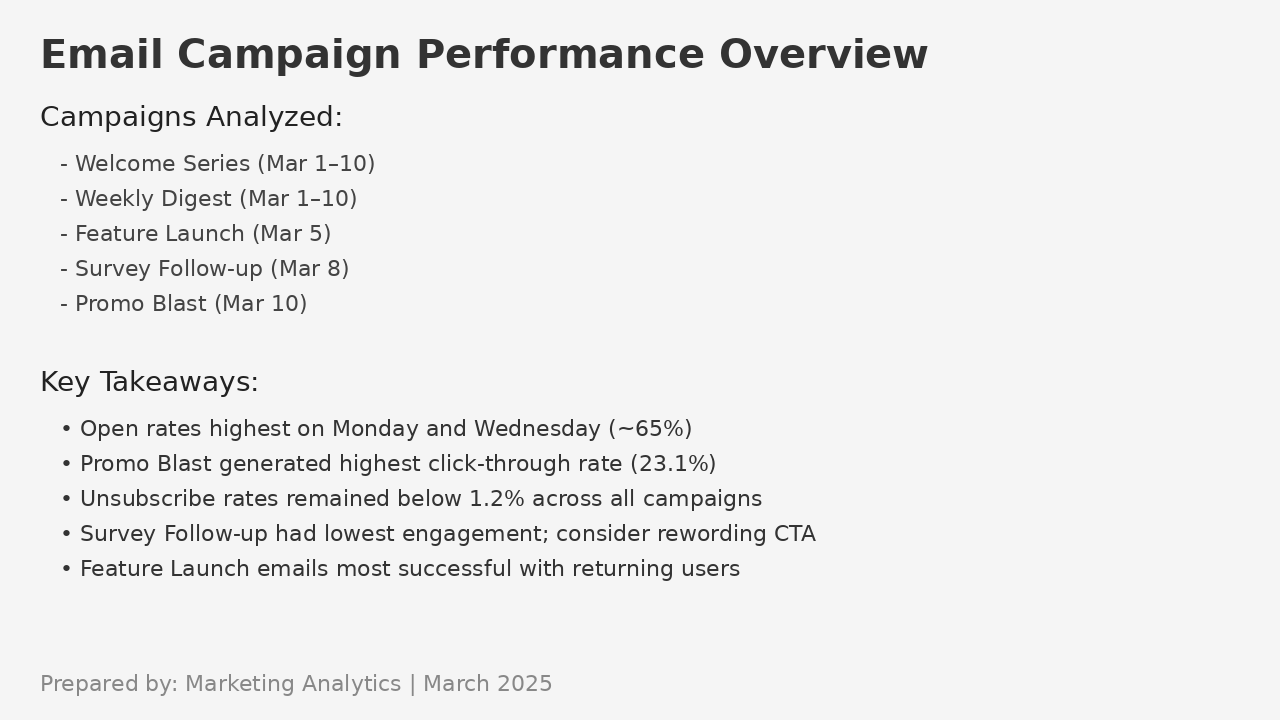 Email Campaign Performance Overview
Campaigns Analyzed:
- Welcome Series (Mar 1–10)
- Weekly Digest (Mar 1–10)
- Feature Launch (Mar 5)
- Survey Follow-up (Mar 8)
- Promo Blast (Mar 10)
Key Takeaways:
• Open rates highest on Monday and Wednesday (~65%)
• Promo Blast generated highest click-through rate (23.1%)
• Unsubscribe rates remained below 1.2% across all campaigns
• Survey Follow-up had lowest engagement; consider rewording CTA
• Feature Launch emails most successful with returning users
Prepared by: Marketing Analytics | March 2025